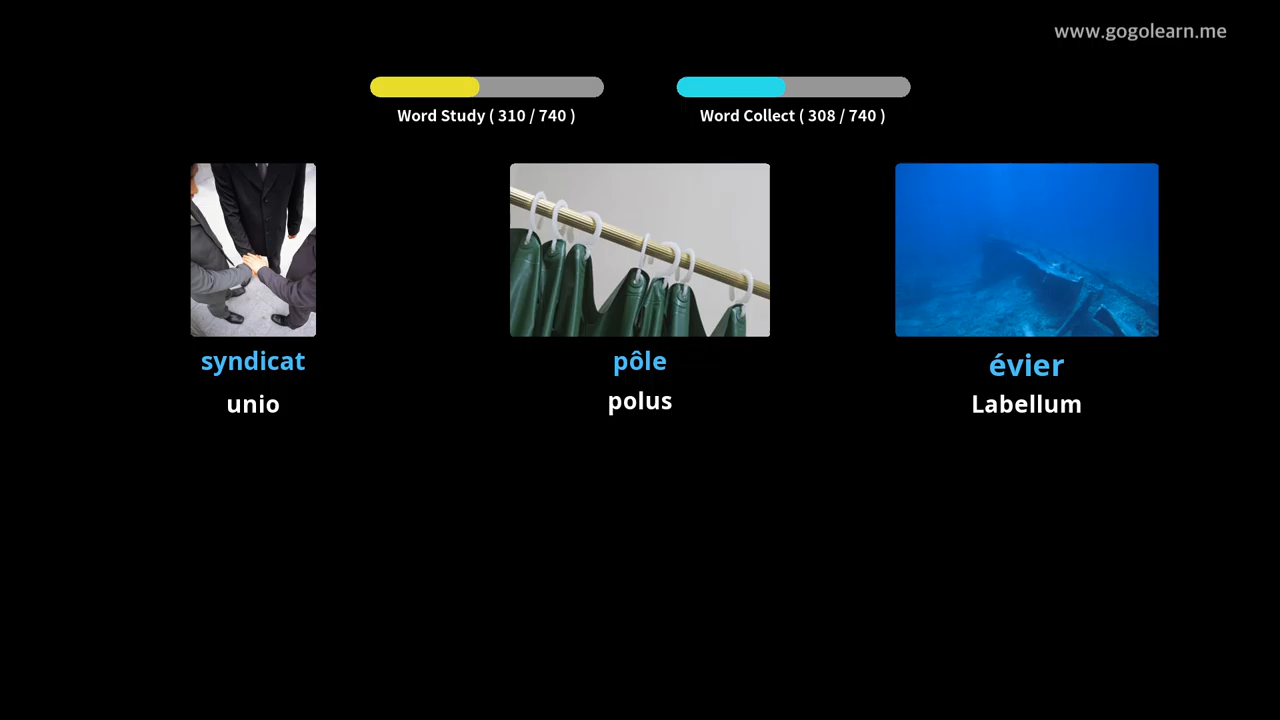 www.gogolearn.me
Word Study ( 310 / 740 )
Word Collect ( 308 / 740 )
syndicat
unio
pôle
polus
évier
Labellum